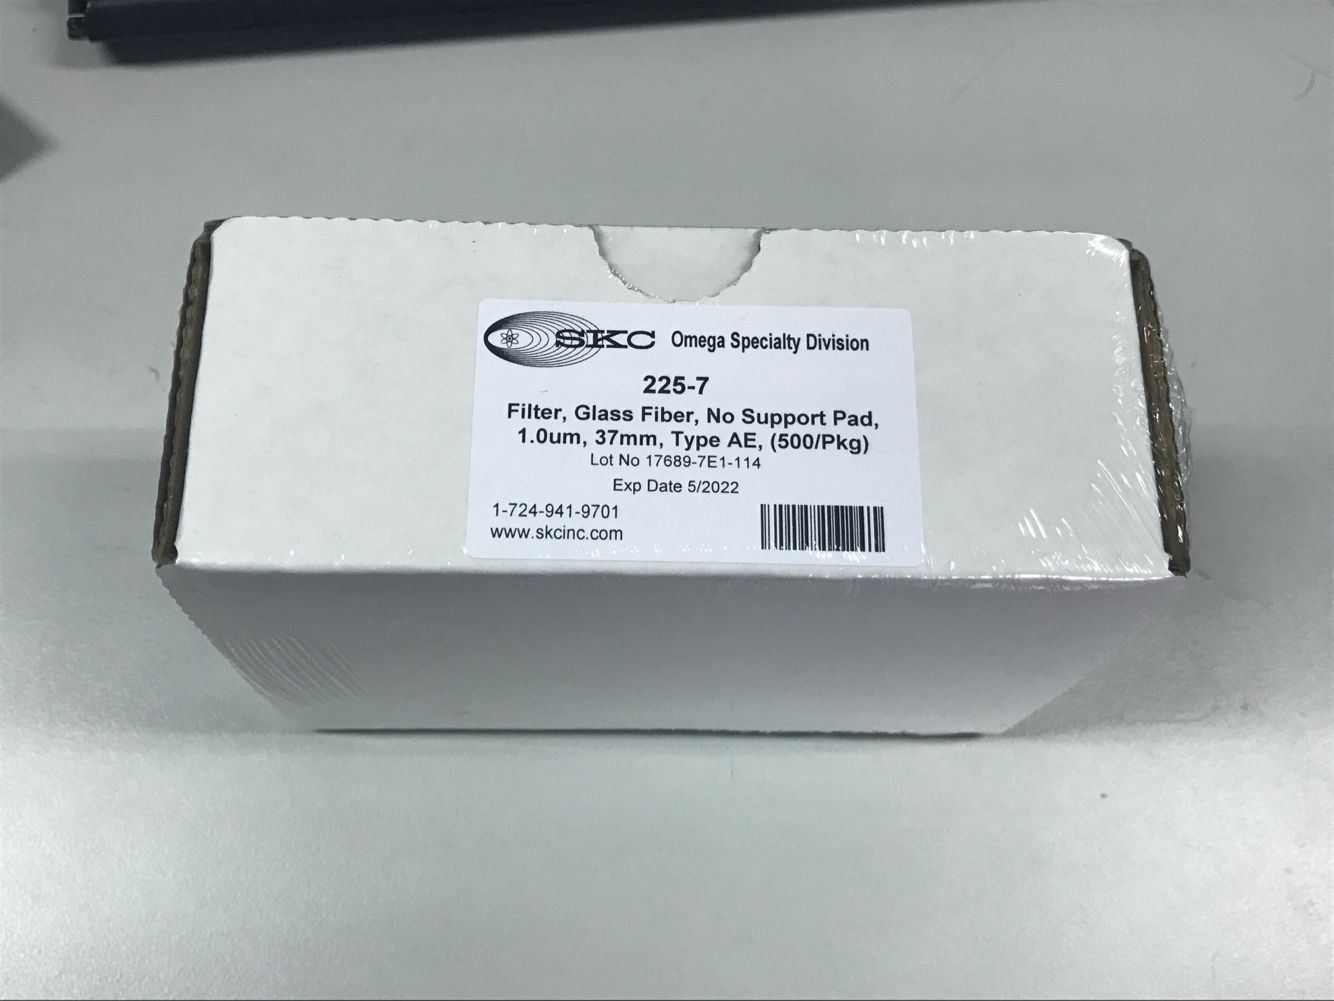 SKC Omega Specialty Division
225-7
Filter, Glass Fiber, No Support Pad,
1.0um, 37mm, Type AE, (500/Pkg)
Lot No 17689-7E1-114
Exp Date 5/2022
1-724-941-9701
www.skcinc.com